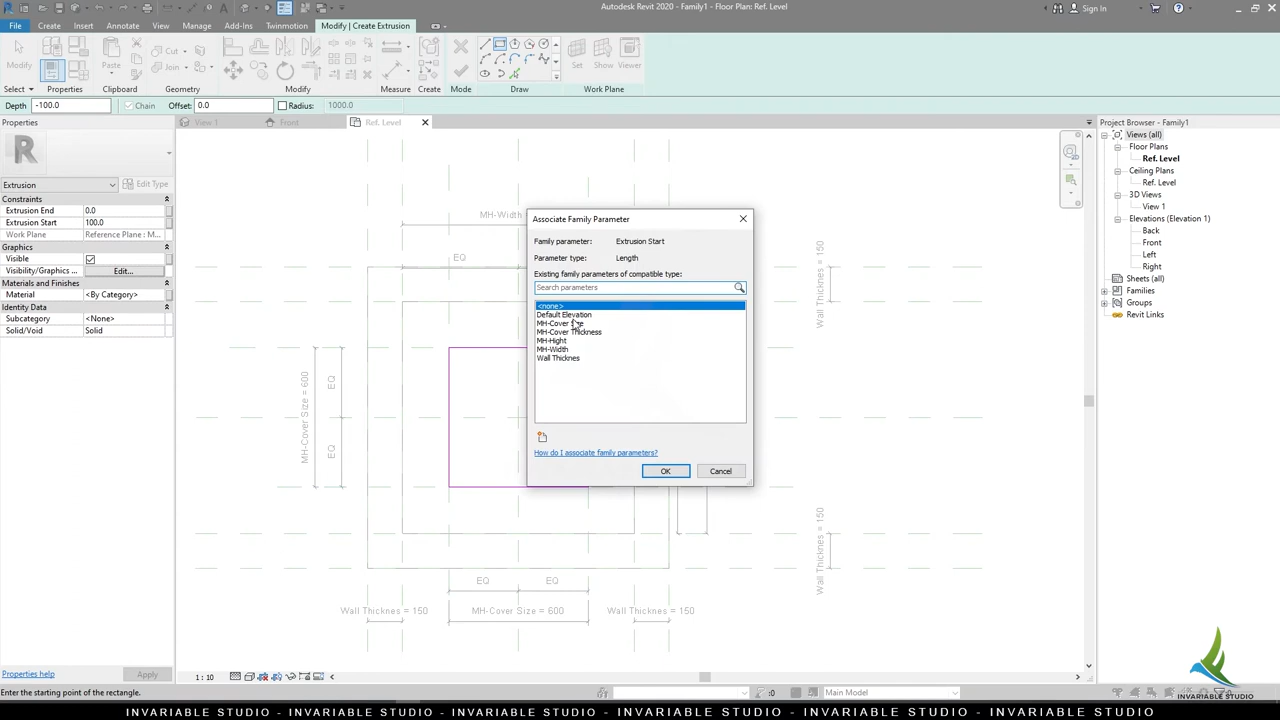 Autodesk Revit 2020 - Family1 - Floor Plan: Ref. Level
Sign In
File Create Insert Annotate View Manage Add-Ins Twinmotion Modify | Create Extrusion
Modify
Paste
Cut
Join
Set Show Viewer
Select Properties Clipboard Geometry Modify Measure Create Mode Draw Work Plane
Depth -100.0 Chain Offset: 0.0 Radius: 1000.0
Properties
View 1 Front Ref. Level
Project Browser - Family1
Extrusion
Edit Type
Constraints
Extrusion End 0.0
Extrusion Start 100.0
Work Plane Reference Plane : M...
Graphics
Visible
Visibility/Graphics ... Edit...
Materials and Finishes
Material <By Category>
Identity Data
Subcategory <None>
Solid/Void Solid
Properties help
Apply
MH-Width
EQ
MH-Cover Size = 600
EQ
EQ
Wall Thicknes = 150
Wall Thicknes = 150
EQ
EQ
Wall Thicknes = 150
MH-Cover Size = 600
Wall Thicknes = 150
Associate Family Parameter
Family parameter: Extrusion Start
Parameter type: Length
Existing family parameters of compatible type:
Search parameters
<none>
Default Elevation
MH-Cover Size
MH-Cover Thickness
MH-Hight
MH-Width
Wall Thicknes
How do I associate family parameters?
OK
Cancel
Views (all)
Floor Plans
Ref. Level
Ceiling Plans
Ref. Level
3D Views
View 1
Elevations (Elevation 1)
Back
Front
Left
Right
Sheets (all)
Families
Groups
Revit Links
1 : 10
Enter the starting point of the rectangle.
:0
Main Model
INVARIABLE STUDIO
INVARIABLE STUDIO - INVARIABLE STUDIO - INVARIABLE STUDIO - INVARIABLE STUDIO - INVARIABLE STUDIO - INVARIABLE STUDIO - INVARIABLE STUDIO